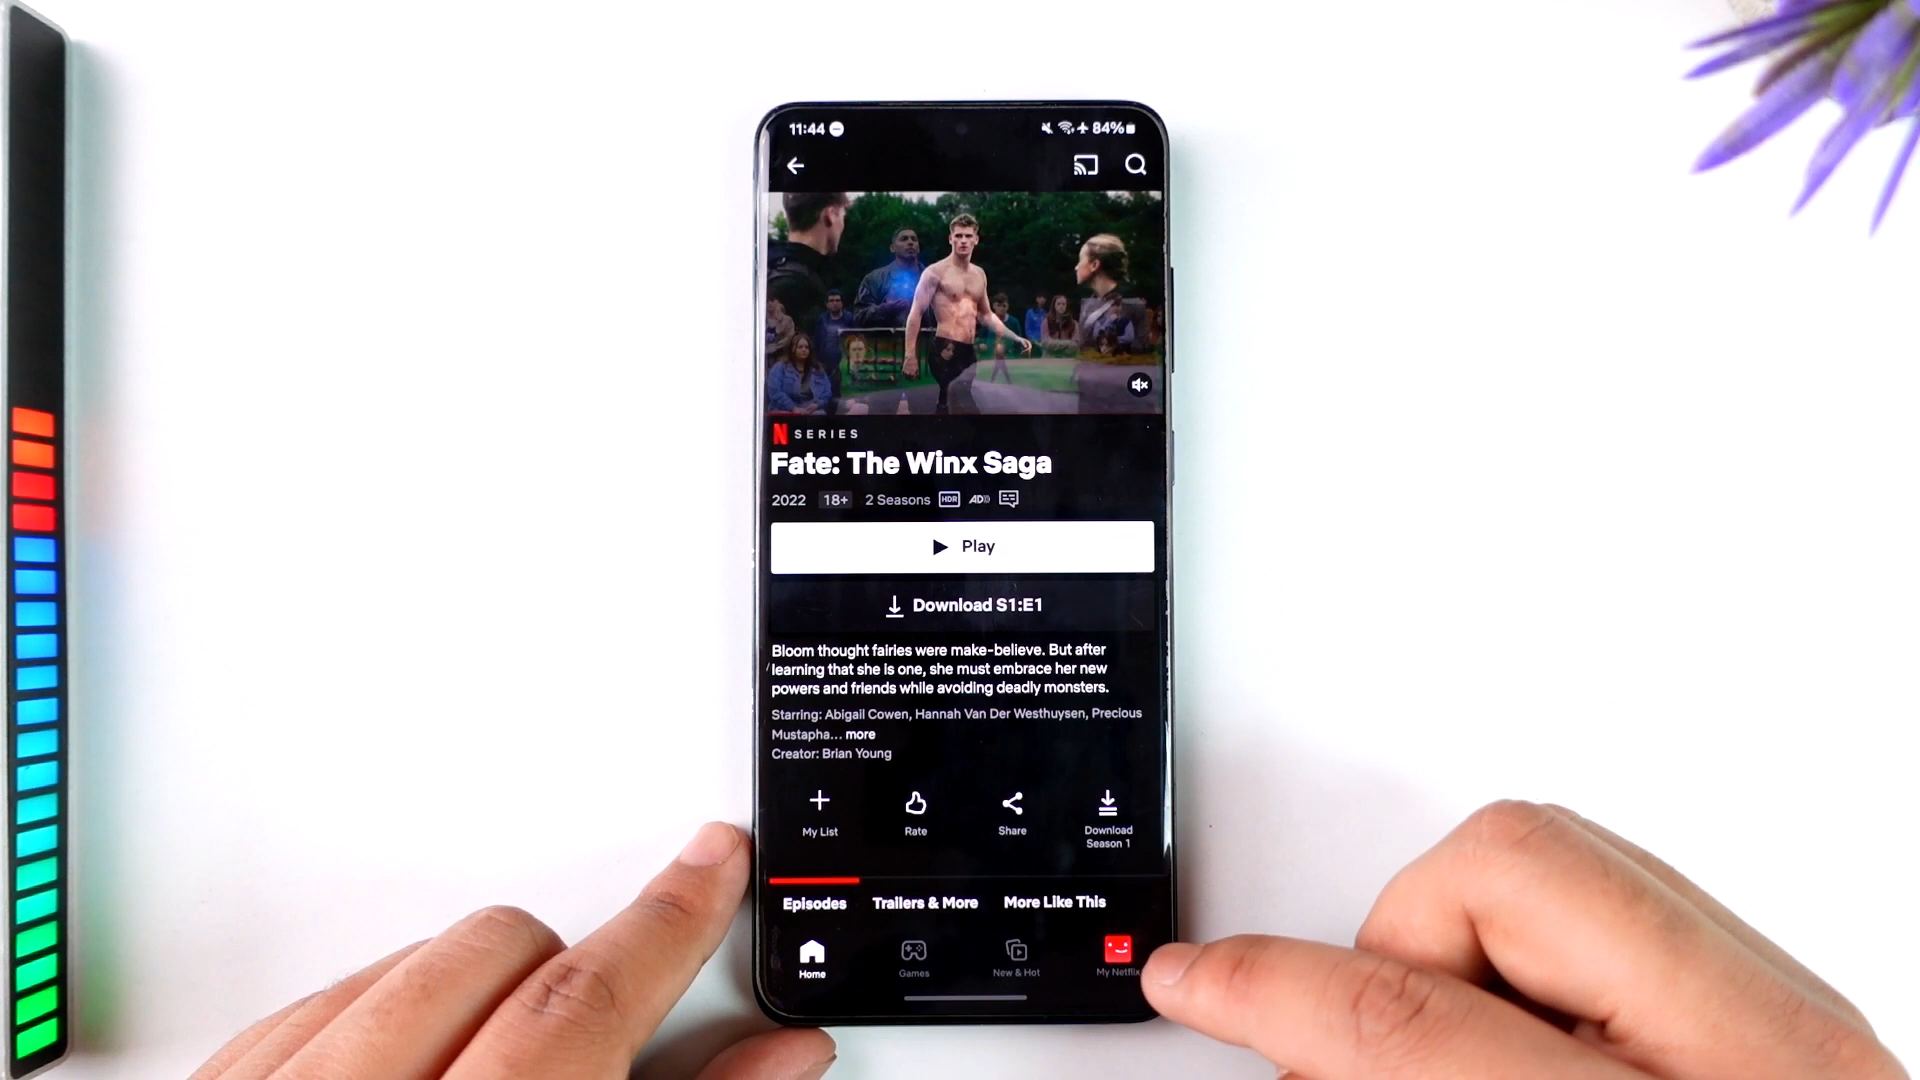 11:44
84%
N SERIES
Fate: The Winx Saga
2022 18+ 2 Seasons HDR AD
Play
Download S1:E1
Bloom thought fairies were make-believe. But after
learning that she is one, she must embrace her new
powers and friends while avoiding deadly monsters.
Starring: Abigail Cowen, Hannah Van Der Westhuysen, Precious
Mustapha... more
Creator: Brian Young
My List Rate Share Download
Season 1
Episodes Trailers & More More Like This
Home Games New & Hot My Netflix